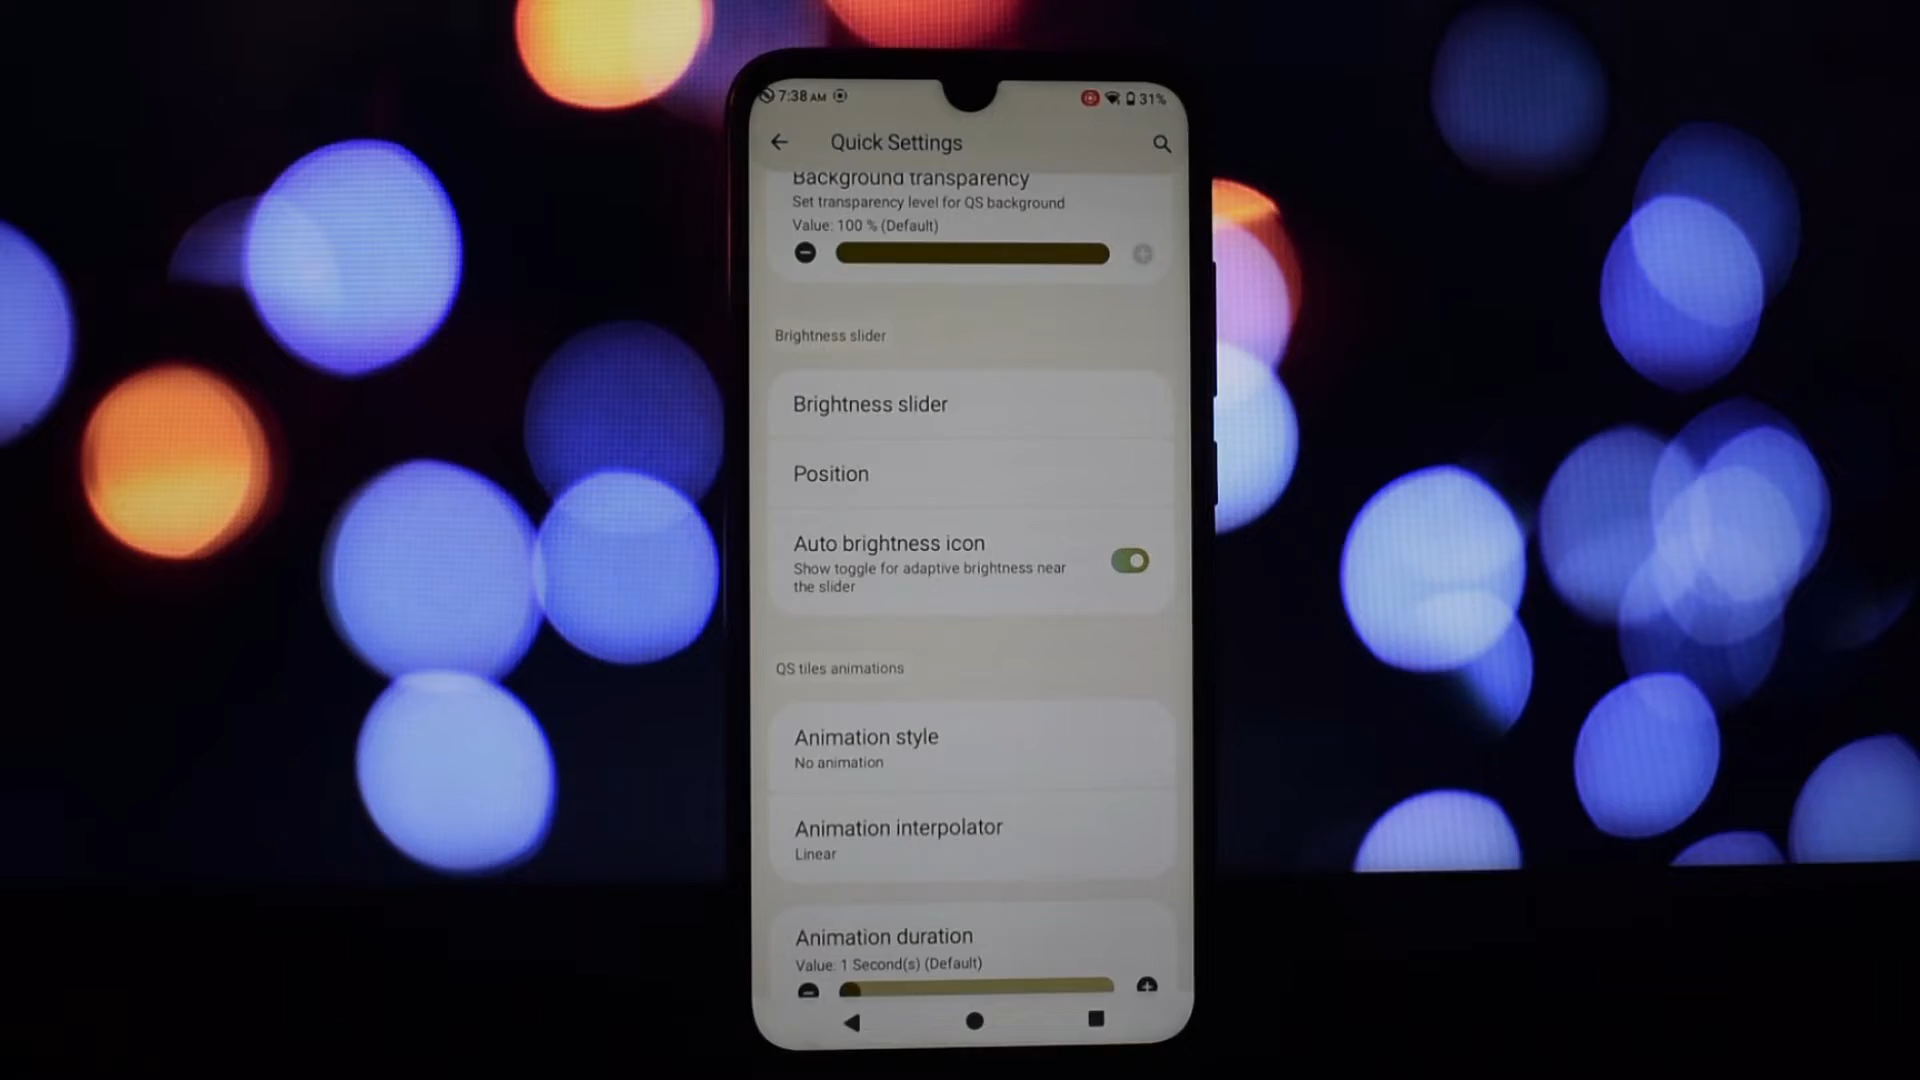 7:38 AM
31%
Quick Settings
Background transparency
Set transparency level for QS background
Value: 100 % (Default)
Brightness slider
Brightness slider
Position
Auto brightness icon
Show toggle for adaptive brightness near
the slider
QS tiles animations
Animation style
No animation
Animation interpolator
Linear
Animation duration
Value: 1 Second(s) (Default)